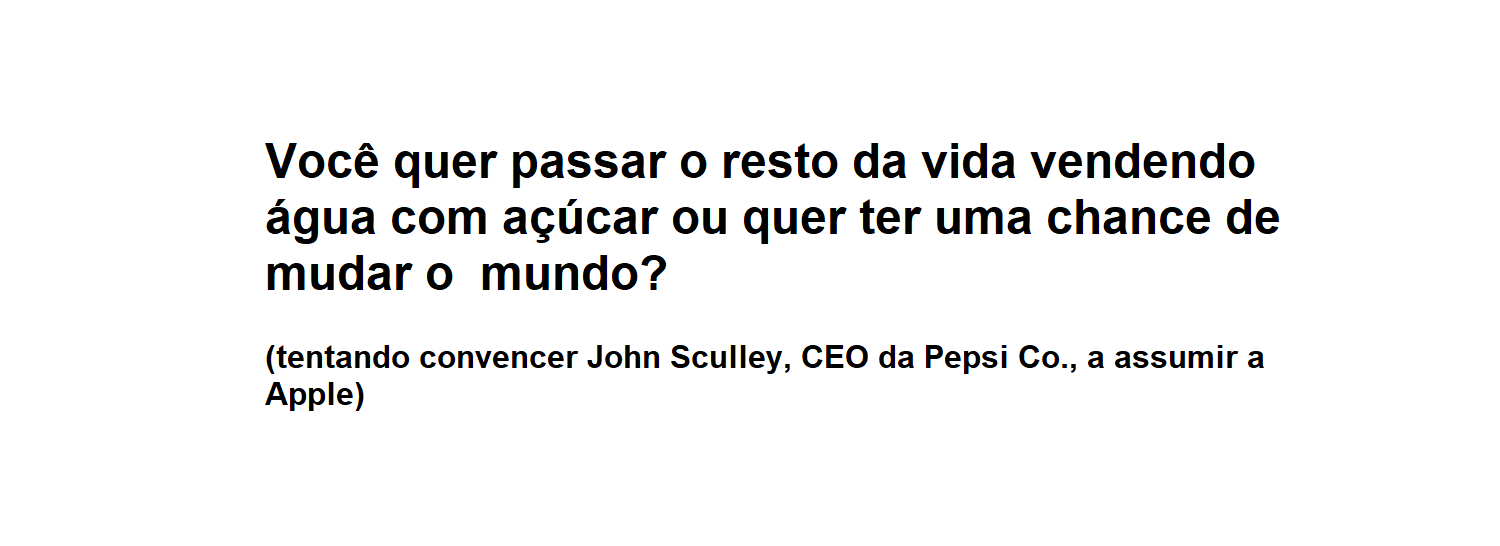 Você quer passar o resto da vida vendendo
água com açúcar ou quer ter uma chance de
mudar o  mundo?
(tentando convencer John Sculley, CEO da Pepsi Co., a assumir a
Apple)